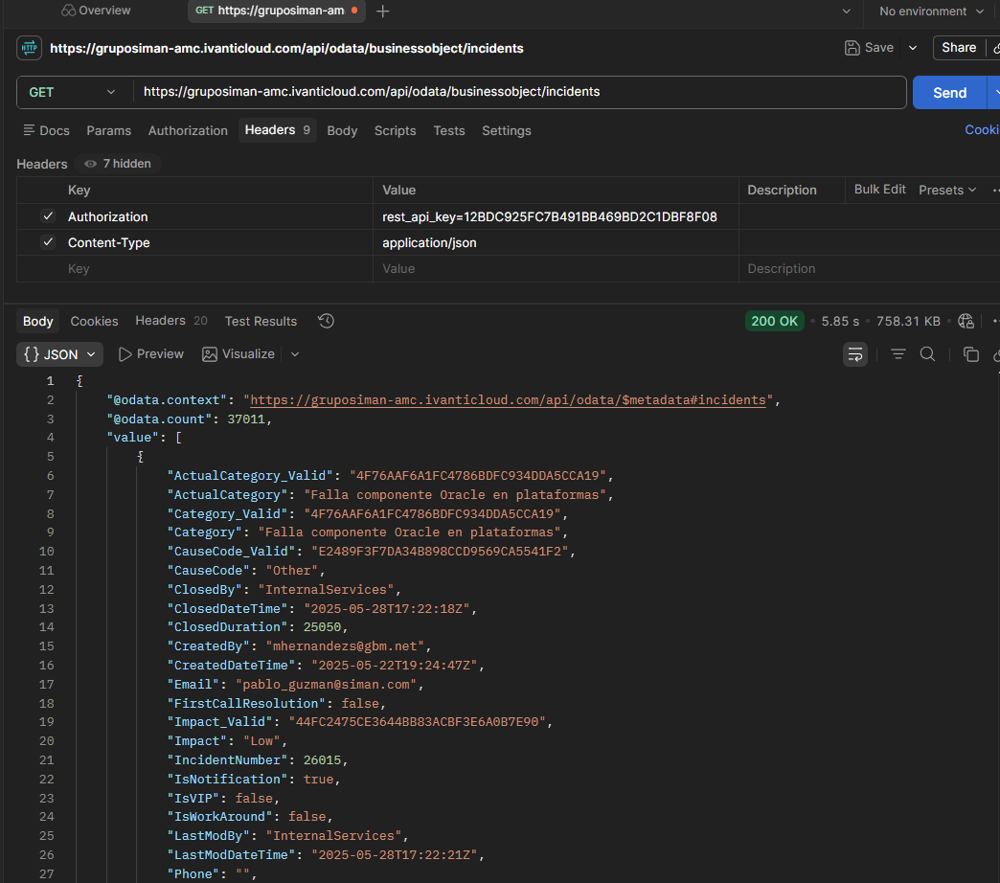 Overview GET https://gruposiman-am No environment
HTTP https://gruposiman-amc.ivanticloud.com/api/odata/businessobject/incidents Save Share
GET https://gruposiman-amc.ivanticloud.com/api/odata/businessobject/incidents Send
Docs Params Authorization Headers 9 Body Scripts Tests Settings Cooki
Headers 7 hidden
Key Value Description Bulk Edit Presets
Authorization rest_api_key=12BDC925FC7B491BB469BD2C1DBF8F08
Content-Type application/json
Key Value Description
Body Cookies Headers 20 Test Results 200 OK 5.85 s 758.31 KB
{} JSON Preview Visualize
1 {
2 "@odata.context": "https://gruposiman-amc.ivanticloud.com/api/odata/$metadata#incidents",
3 "@odata.count": 37011,
4 "value": [
5 {
6 "ActualCategory_Valid": "4F76AAF6A1FC4786BDFC934DDA5CCA19",
7 "ActualCategory": "Falla componente Oracle en plataformas",
8 "Category_Valid": "4F76AAF6A1FC4786BDFC934DDA5CCA19",
9 "Category": "Falla componente Oracle en plataformas",
10 "CauseCode_Valid": "E2489F3F7DA34B898CCD9569CA5541F2",
11 "CauseCode": "Other",
12 "ClosedBy": "InternalServices",
13 "ClosedDateTime": "2025-05-28T17:22:18Z",
14 "ClosedDuration": 25050,
15 "CreatedBy": "mhernandezs@gbm.net",
16 "CreatedDateTime": "2025-05-22T19:24:47Z",
17 "Email": "pablo_guzman@siman.com",
18 "FirstCallResolution": false,
19 "Impact_Valid": "44FC2475CE3644BB83ACBF3E6A0B7E90",
20 "Impact": "Low",
21 "IncidentNumber": 26015,
22 "IsNotification": true,
23 "IsVIP": false,
24 "IsWorkAround": false,
25 "LastModBy": "InternalServices",
26 "LastModDateTime": "2025-05-28T17:22:21Z",
27 "Phone": "",